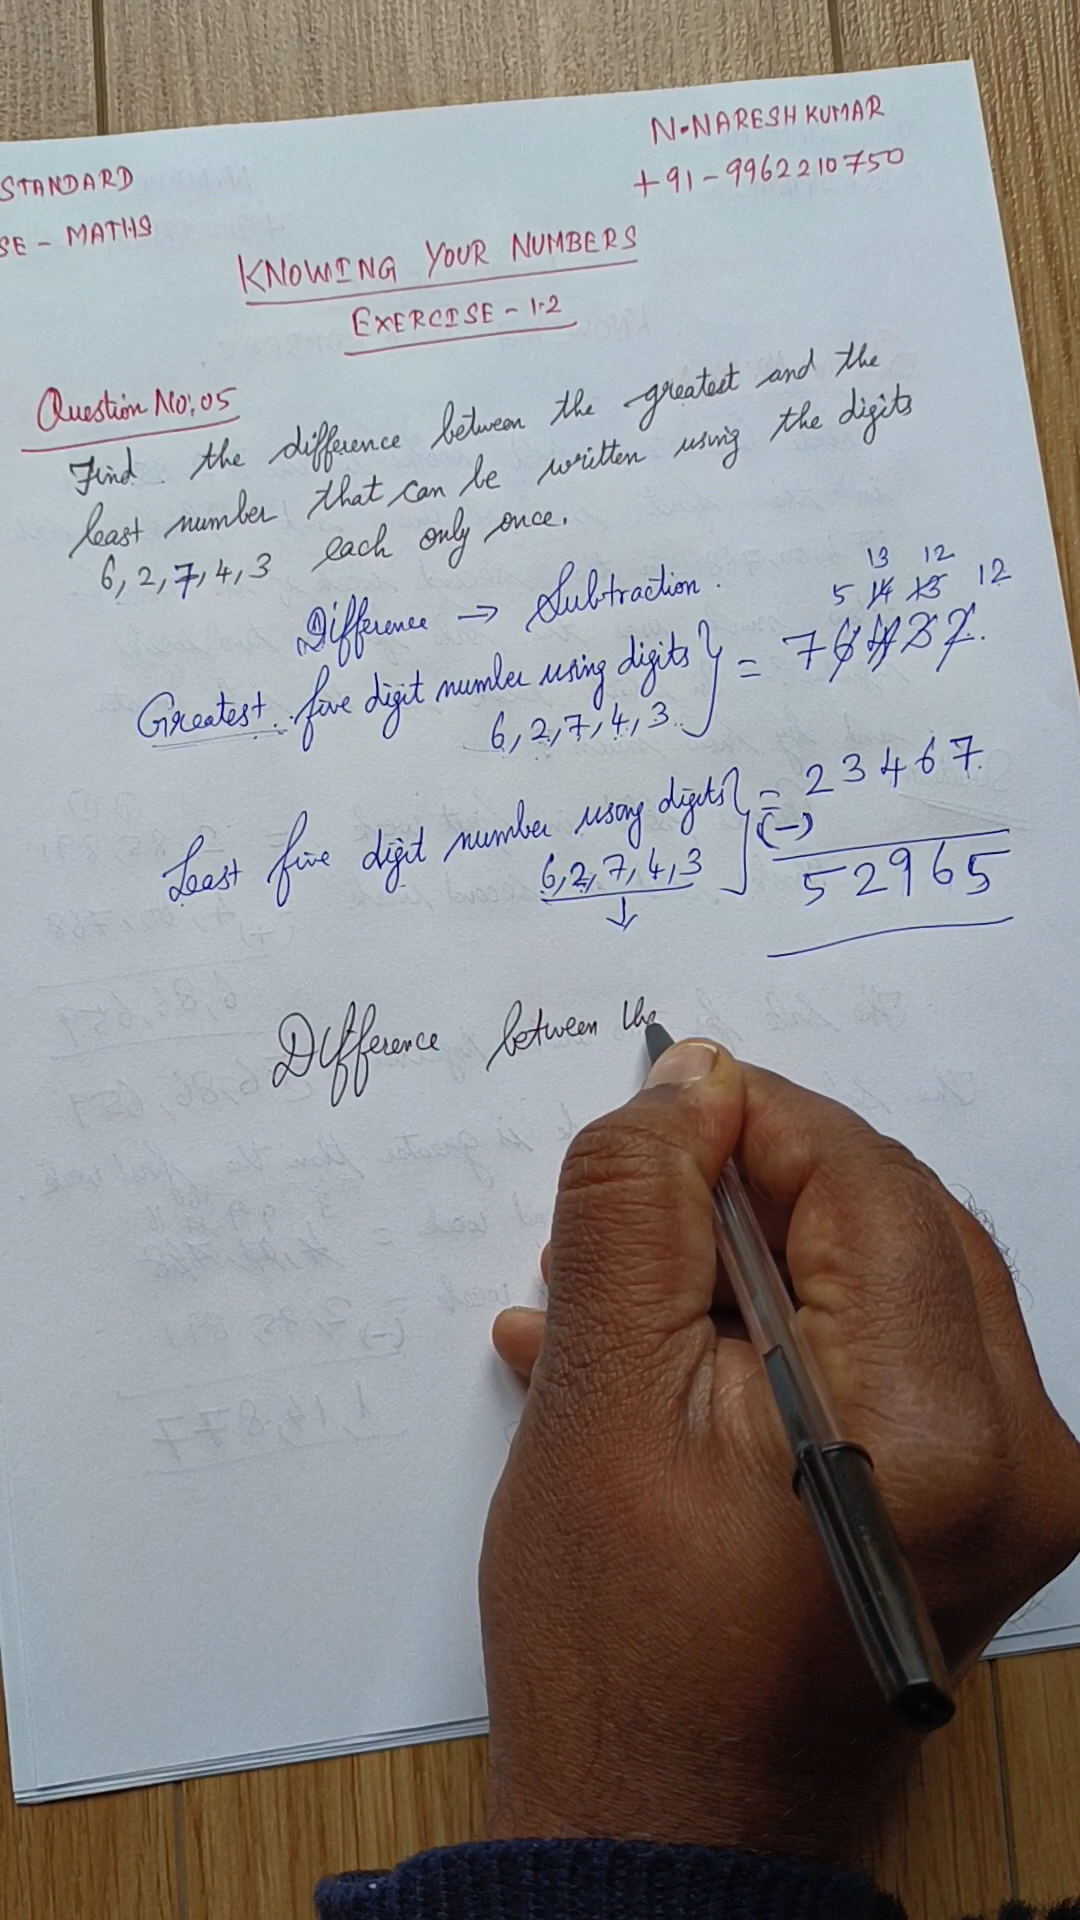 N. NARESH KUMAR
+91-9962210750
STANDARD
SE - MATHS
KNOWING YOUR NUMBERS
EXERCISE - 1.2
Question No: 05
Find the difference between the greatest and the
least number that can be written using the digits
6, 2, 7, 4, 3 each only once.
Difference → Subtraction.
13 12
5 14 13 12
Greatest five digit number using digits } = 76432
6, 2, 7, 4, 3.
Least five digit number using digits } = 23467
6, 2, 7, 4, 3 (-)
↓ 52965
Difference between the